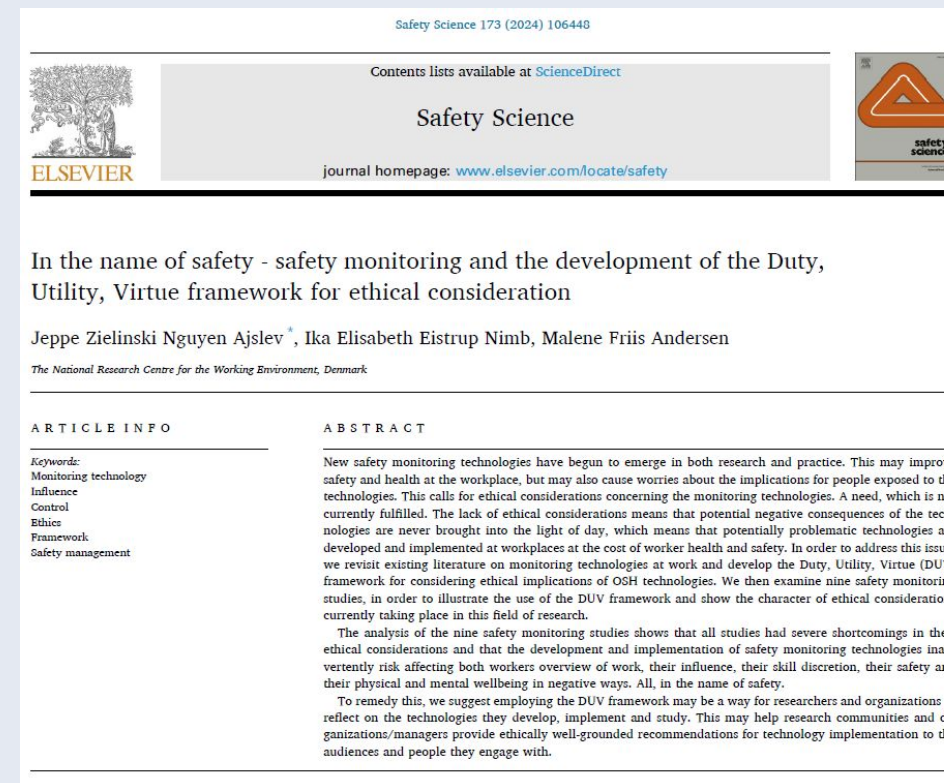 Safety Science 173 (2024) 106448
Contents lists available at ScienceDirect
Safety Science
journal homepage: www.elsevier.com/locate/safety
ELSEVIER
safety
science
In the name of safety - safety monitoring and the development of the Duty,
Utility, Virtue framework for ethical consideration
Jeppe Zielinski Nguyen Ajslev *, Ika Elisabeth Eistrup Nimb, Malene Friis Andersen
The National Research Centre for the Working Environment, Denmark
ARTICLE INFO
Keywords:
Monitoring technology
Influence
Control
Ethics
Framework
Safety management
ABSTRACT
New safety monitoring technologies have begun to emerge in both research and practice. This may improv
safety and health at the workplace, but may also cause worries about the implications for people exposed to th
technologies. This calls for ethical considerations concerning the monitoring technologies. A need, which is n
currently fulfilled. The lack of ethical considerations means that potential negative consequences of the tec
nologies are never brought into the light of day, which means that potentially problematic technologies a
developed and implemented at workplaces at the cost of worker health and safety. In order to address this issu
we revisit existing literature on monitoring technologies at work and develop the Duty, Utility, Virtue (DU
framework for considering ethical implications of OSH technologies. We then examine nine safety monitorin
studies, in order to illustrate the use of the DUV framework and show the character of ethical consideratio
currently taking place in this field of research.
The analysis of the nine safety monitoring studies shows that all studies had severe shortcomings in the
ethical considerations and that the development and implementation of safety monitoring technologies ina
vertently risk affecting both workers overview of work, their influence, their skill discretion, their safety a
their physical and mental wellbeing in negative ways. All, in the name of safety.
To remedy this, we suggest employing the DUV framework may be a way for researchers and organizations
reflect on the technologies they develop, implement and study. This may help research communities and o
ganizations/managers provide ethically well-grounded recommendations for technology implementation to th
audiences and people they engage with.